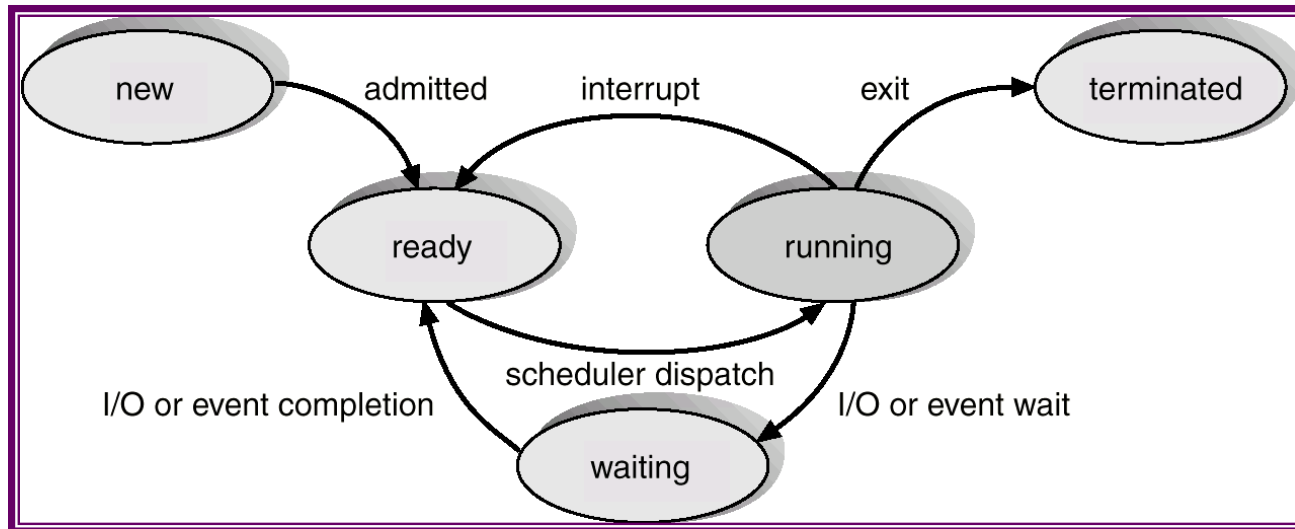 new
admitted
interrupt
exit
terminated
ready
running
scheduler dispatch
I/O or event completion
I/O or event wait
waiting